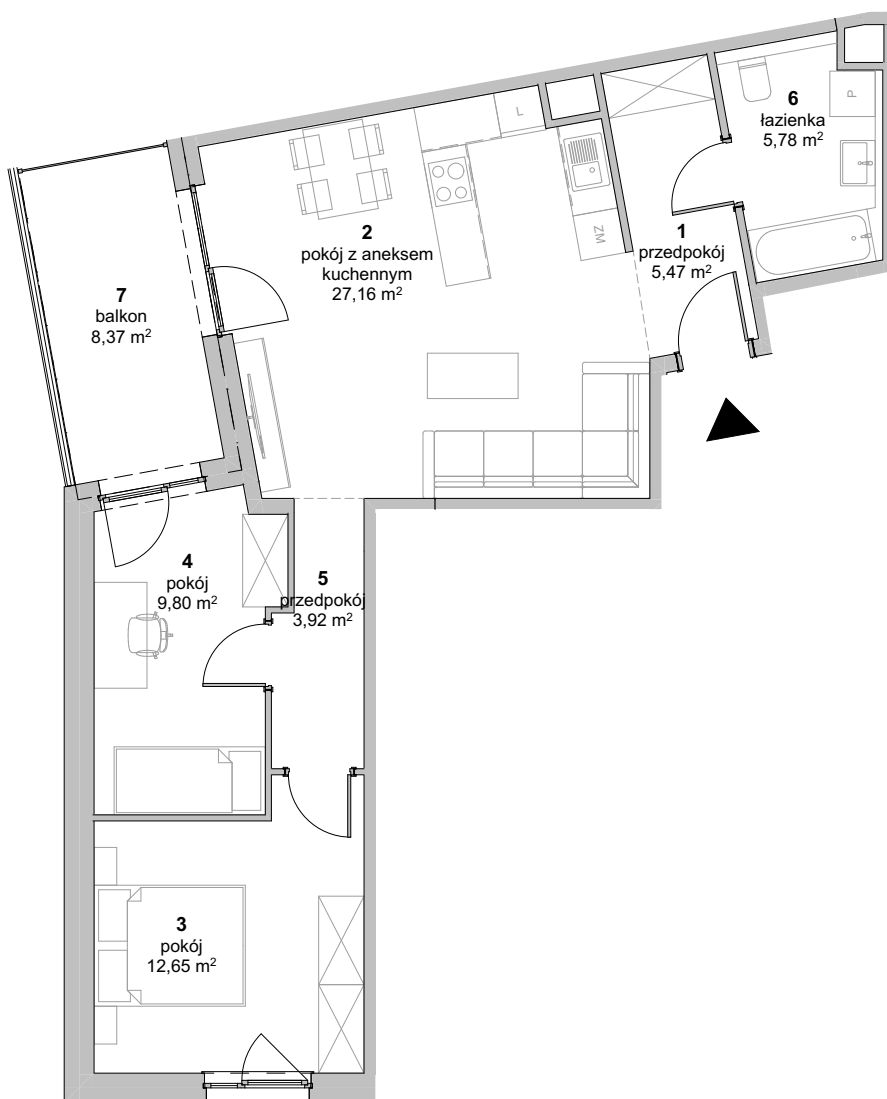 6
łazienka
5,78 m²
P
L
ZM
1
przedpokój
5,47 m²
2
pokój z aneksem
kuchennym
27,16 m²
7
balkon
8,37 m²
4
pokój
9,80 m²
5
przedpokój
3,92 m²
3
pokój
12,65 m²